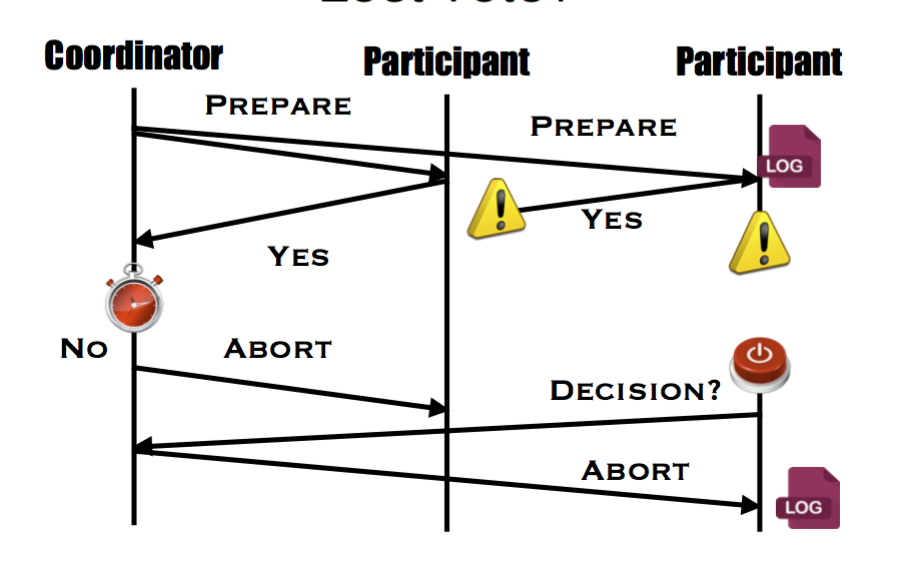 Coordinator
Participant
Participant
PREPARE
PREPARE
LOG
YES
YES
NO
ABORT
DECISION?
ABORT
LOG